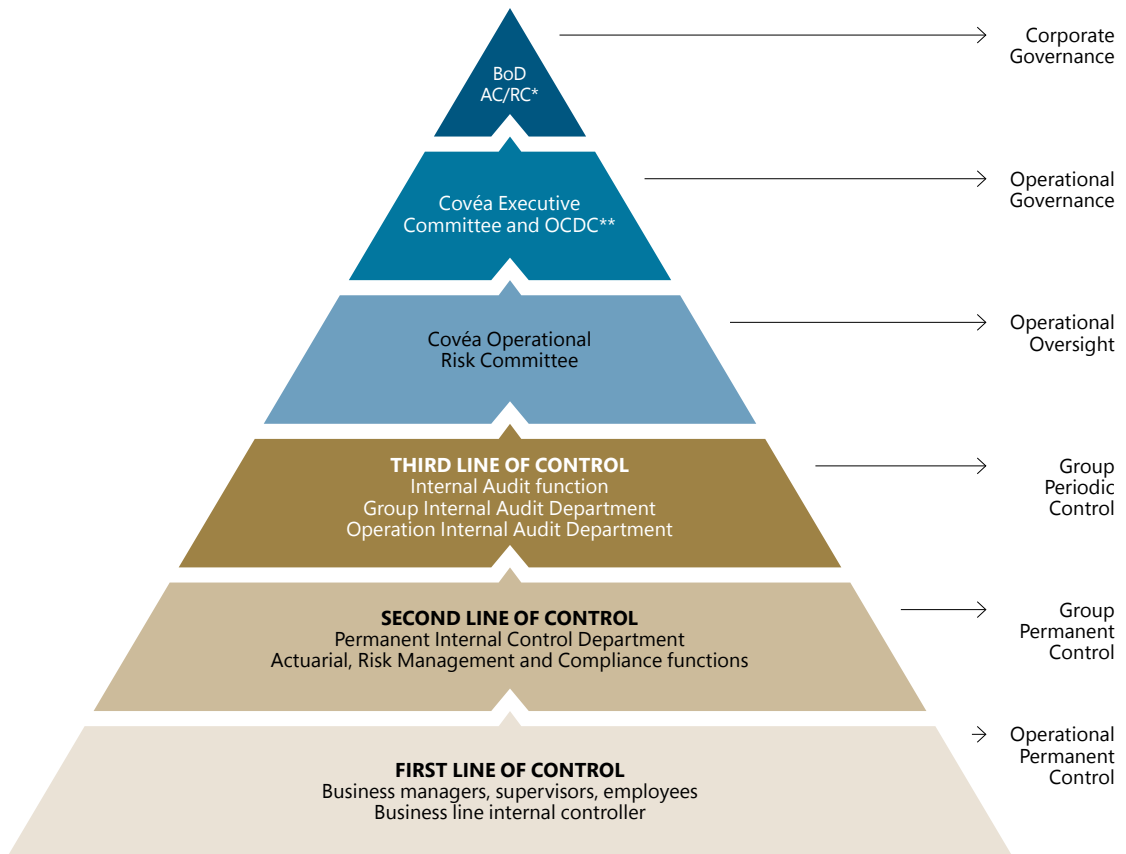 BoD
AC/RC*
Corporate
Governance
Covéa Executive
Committee and OCDC**
Operational
Governance
Covéa Operational
Risk Committee
Operational
Oversight
THIRD LINE OF CONTROL
Internal Audit function
Group Internal Audit Department
Operation Internal Audit Department
Group
Periodic
Control
SECOND LINE OF CONTROL
Permanent Internal Control Department
Actuarial, Risk Management and Compliance functions
Group
Permanent
Control
FIRST LINE OF CONTROL
Business managers, supervisors, employees
Business line internal controller
Operational
Permanent
Control